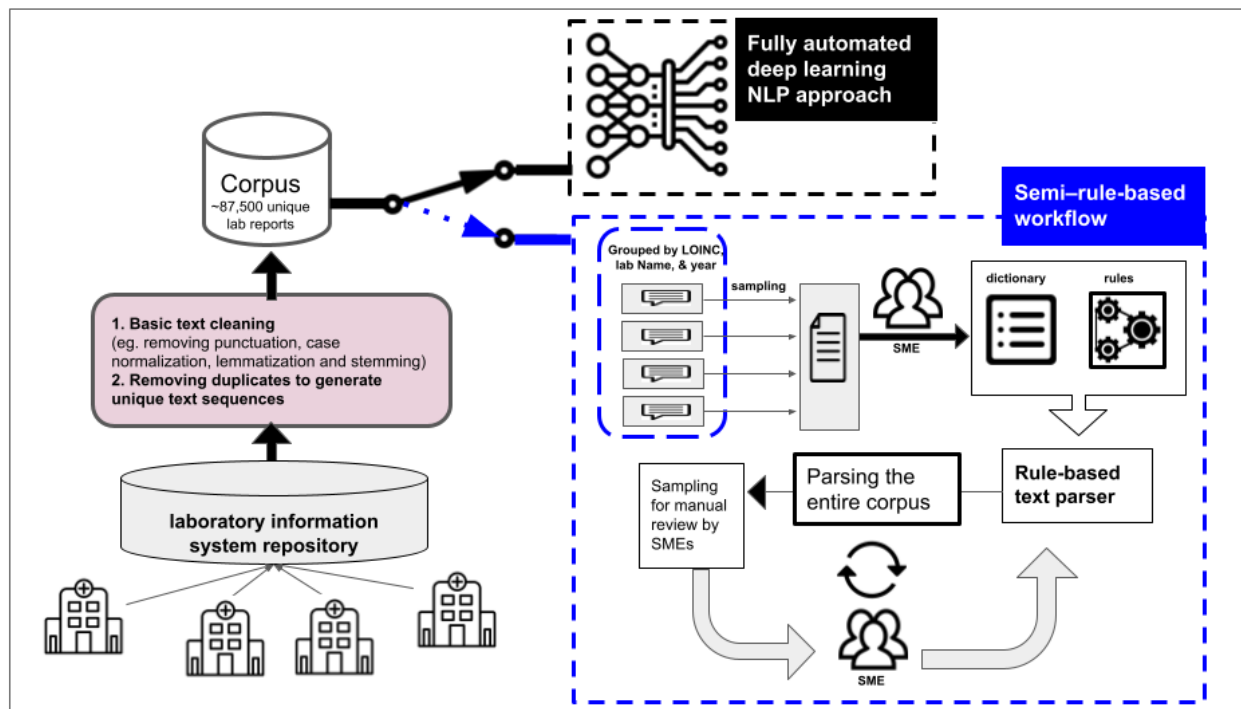 Fully automated
deep learning
NLP approach
Corpus
~87,500 unique
lab reports
Semi–rule-based
workflow
Grouped by LOINC,
lab Name, & year
sampling
SME
dictionary
rules
1. Basic text cleaning
(eg. removing punctuation, case
normalization, lemmatization and stemming)
2. Removing duplicates to generate
unique text sequences
laboratory information
system repository
Sampling
for manual
review by
SMEs
Parsing the
entire corpus
Rule-based
text parser
SME